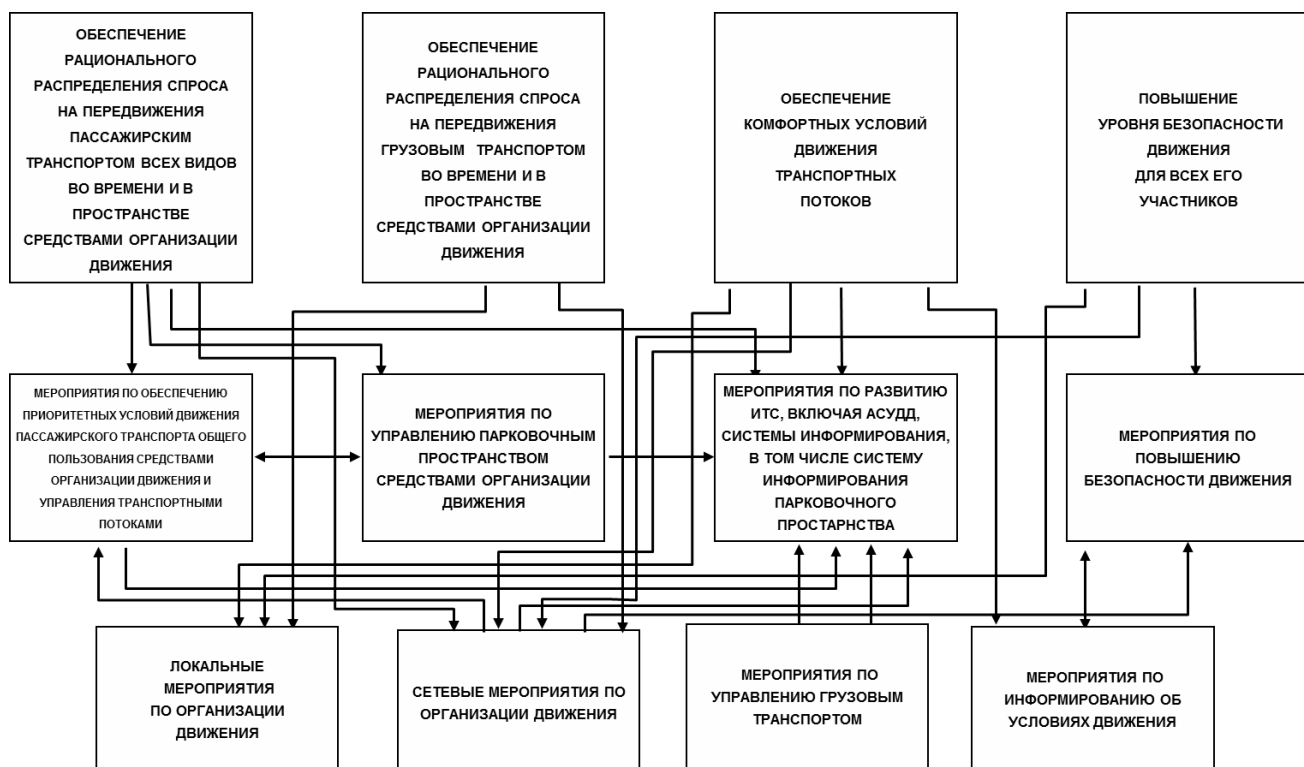 ОБЕСПЕЧЕНИЕ
РАЦИОНАЛЬНОГО
РАСПРЕДЕЛЕНИЯ СПРОСА
НА ПЕРЕДВИЖЕНИЯ
ПАССАЖИРСКИМ
ТРАНСПОРТОМ ВСЕХ ВИДОВ
ВО ВРЕМЕНИ И В
ПРОСТРАНСТВЕ
СРЕДСТВАМИ ОРГАНИЗАЦИИ
ДВИЖЕНИЯ
ОБЕСПЕЧЕНИЕ
РАЦИОНАЛЬНОГО
РАСПРЕДЕЛЕНИЯ СПРОСА
НА ПЕРЕДВИЖЕНИЯ
ГРУЗОВЫМ ТРАНСПОРТОМ
ВО ВРЕМЕНИ И В
ПРОСТРАНСТВЕ
СРЕДСТВАМИ ОРГАНИЗАЦИИ
ДВИЖЕНИЯ
ОБЕСПЕЧЕНИЕ
КОМФОРТНЫХ УСЛОВИЙ
ДВИЖЕНИЯ
ТРАНСПОРТНЫХ
ПОТОКОВ
ПОВЫШЕНИЕ
УРОВНЯ БЕЗОПАСНОСТИ
ДВИЖЕНИЯ
ДЛЯ ВСЕХ ЕГО
УЧАСТНИКОВ
МЕРОПРИЯТИЯ ПО ОБЕСПЕЧЕНИЮ
ПРИОРИТЕТНЫХ УСЛОВИЙ ДВИЖЕНИЯ
ПАССАЖИРСКОГО ТРАНСПОРТА ОБЩЕГО
ПОЛЬЗОВАНИЯ СРЕДСТВАМИ
ОРГАНИЗАЦИИ ДВИЖЕНИЯ И
УПРАВЛЕНИЯ ТРАНСПОРТНЫМИ
ПОТОКАМИ
МЕРОПРИЯТИЯ ПО
УПРАВЛЕНИЮ ПАРКОВОЧНЫМ
ПРОСТРАНСТВОМ
СРЕДСТВАМИ ОРГАНИЗАЦИИ
ДВИЖЕНИЯ
МЕРОПРИЯТИЯ ПО РАЗВИТИЮ
ИТС, ВКЛЮЧАЯ АСУДД,
СИСТЕМЫ ИНФОРМИРОВАНИЯ,
В ТОМ ЧИСЛЕ СИСТЕМУ
ИНФОРМИРОВАНИЯ
ПАРКОВОЧНОГО
ПРОСТАРНСТВА
МЕРОПРИЯТИЯ ПО
ПОВЫШЕНИЮ
БЕЗОПАСНОСТИ ДВИЖЕНИЯ
ЛОКАЛЬНЫЕ
МЕРОПРИЯТИЯ
ПО ОРГАНИЗАЦИИ
ДВИЖЕНИЯ
СЕТЕВЫЕ МЕРОПРИЯТИЯ ПО
ОРГАНИЗАЦИИ ДВИЖЕНИЯ
МЕРОПРИЯТИЯ ПО
УПРАВЛЕНИЮ ГРУЗОВЫМ
ТРАНСПОРТОМ
МЕРОПРИЯТИЯ ПО
ИНФОРМИРОВАНИЮ ОБ
УСЛОВИЯХ ДВИЖЕНИЯ